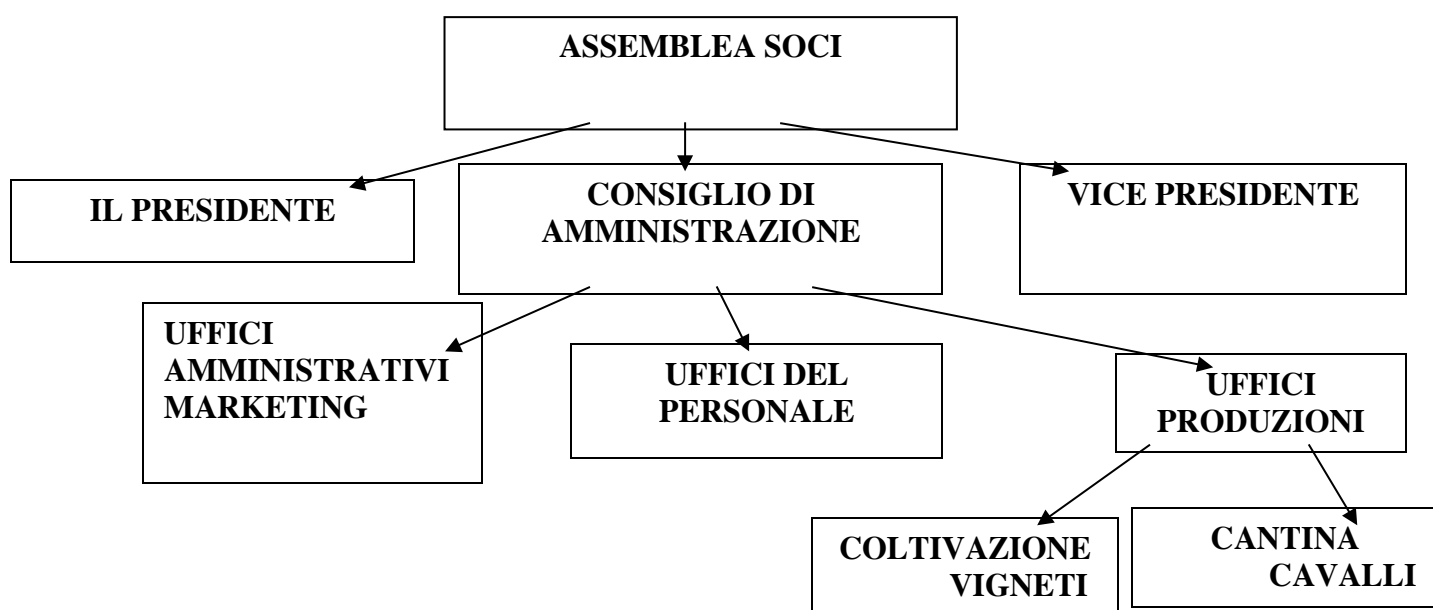 ASSEMBLEA SOCI
IL PRESIDENTE
CONSIGLIO DI
AMMINISTRAZIONE
VICE PRESIDENTE
UFFICI
AMMINISTRATIVI
MARKETING
UFFICI DEL
PERSONALE
UFFICI
PRODUZIONI
COLTIVAZIONE
VIGNETI
CANTINA
CAVALLI